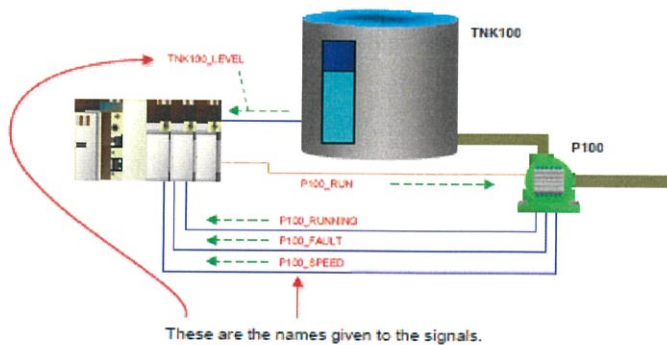 TNK100
TNK100_LEVEL
P100
P100_RUN
P100_RUNNING
P100_FAULT
P100_SPEED
These are the names given to the signals.